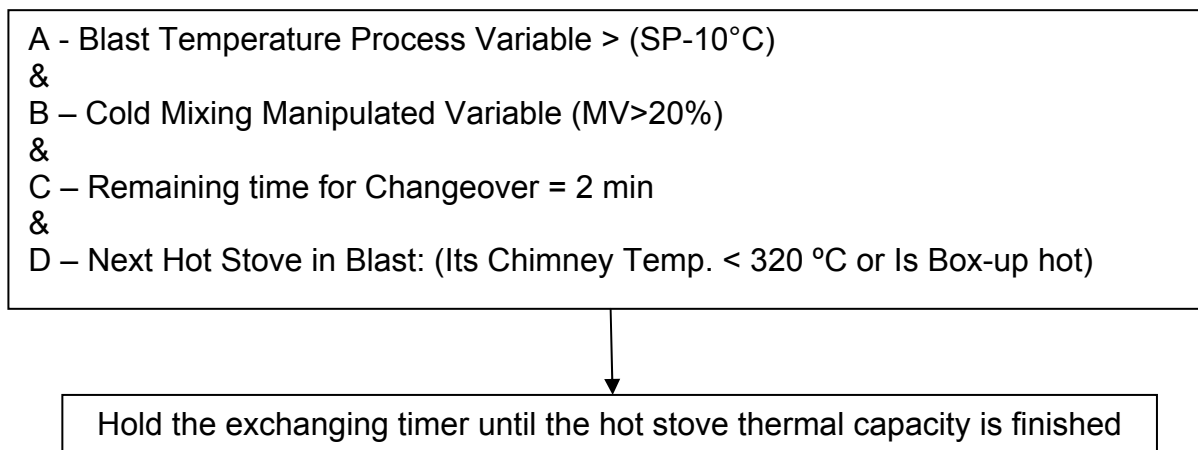 A - Blast Temperature Process Variable > (SP-10°C)
&
B – Cold Mixing Manipulated Variable (MV>20%)
&
C – Remaining time for Changeover = 2 min
&
D – Next Hot Stove in Blast: (Its Chimney Temp. < 320 ºC or Is Box-up hot)
Hold the exchanging timer until the hot stove thermal capacity is finished